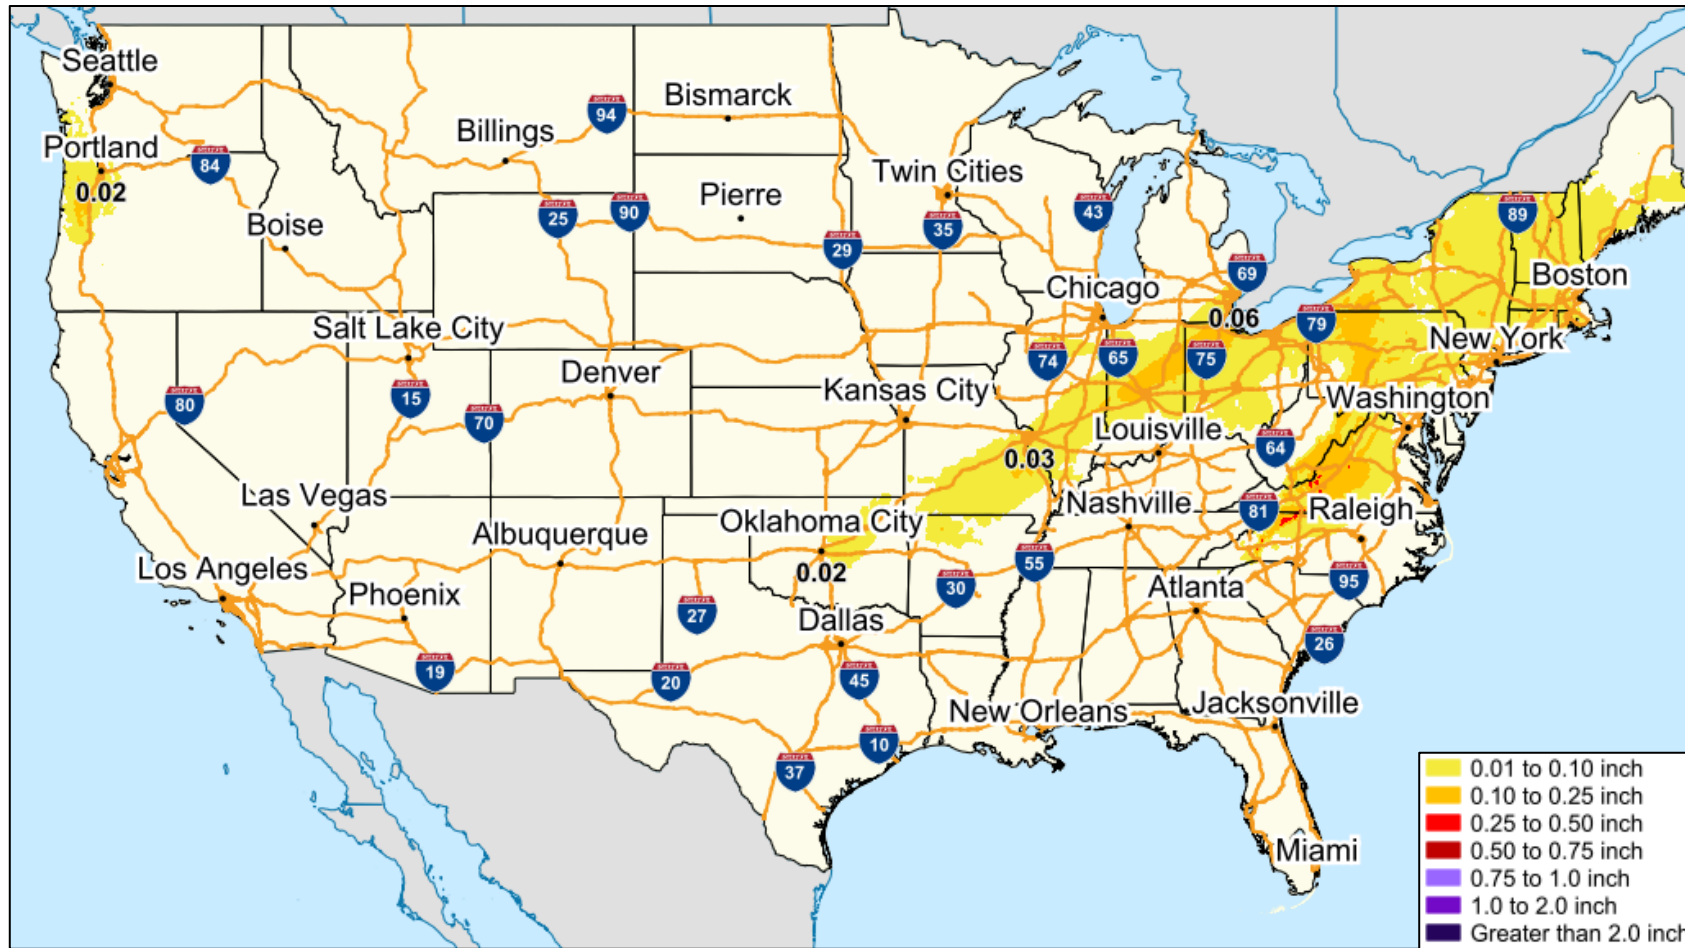 Seattle
Portland
0.02
84
Billings
94
Bismarck
Twin Cities
Pierre
Boise
25
90
29
35
43
89
69
Boston
Chicago
0.06
79
Salt Lake City
Denver
74
65
75
New York
Kansas City
Washington
80
15
70
Louisville
64
0.03
Las Vegas
Albuquerque
Oklahoma City
Nashville
81
Raleigh
0.02
55
Los Angeles
Phoenix
27
30
Atlanta
95
Dallas
26
19
20
45
New Orleans
Jacksonville
10
37
Miami
0.01 to 0.10 inch
0.10 to 0.25 inch
0.25 to 0.50 inch
0.50 to 0.75 inch
0.75 to 1.0 inch
1.0 to 2.0 inch
Greater than 2.0 inch